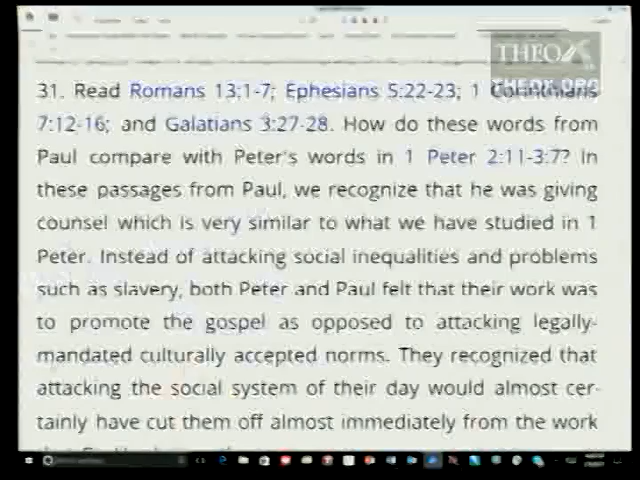 THEOX
THEOX.ORG
31. Read Romans 13:1-7; Ephesians 5:22-23; 1 Corinthians
7:12-16; and Galatians 3:27-28. How do these words from
Paul compare with Peter's words in 1 Peter 2:11-3:7? In
these passages from Paul, we recognize that he was giving
counsel which is very similar to what we have studied in 1
Peter. Instead of attacking social inequalities and problems
such as slavery, both Peter and Paul felt that their work was
to promote the gospel as opposed to attacking legally-
mandated culturally accepted norms. They recognized that
attacking the social system of their day would almost cer-
tainly have cut them off almost immediately from the work